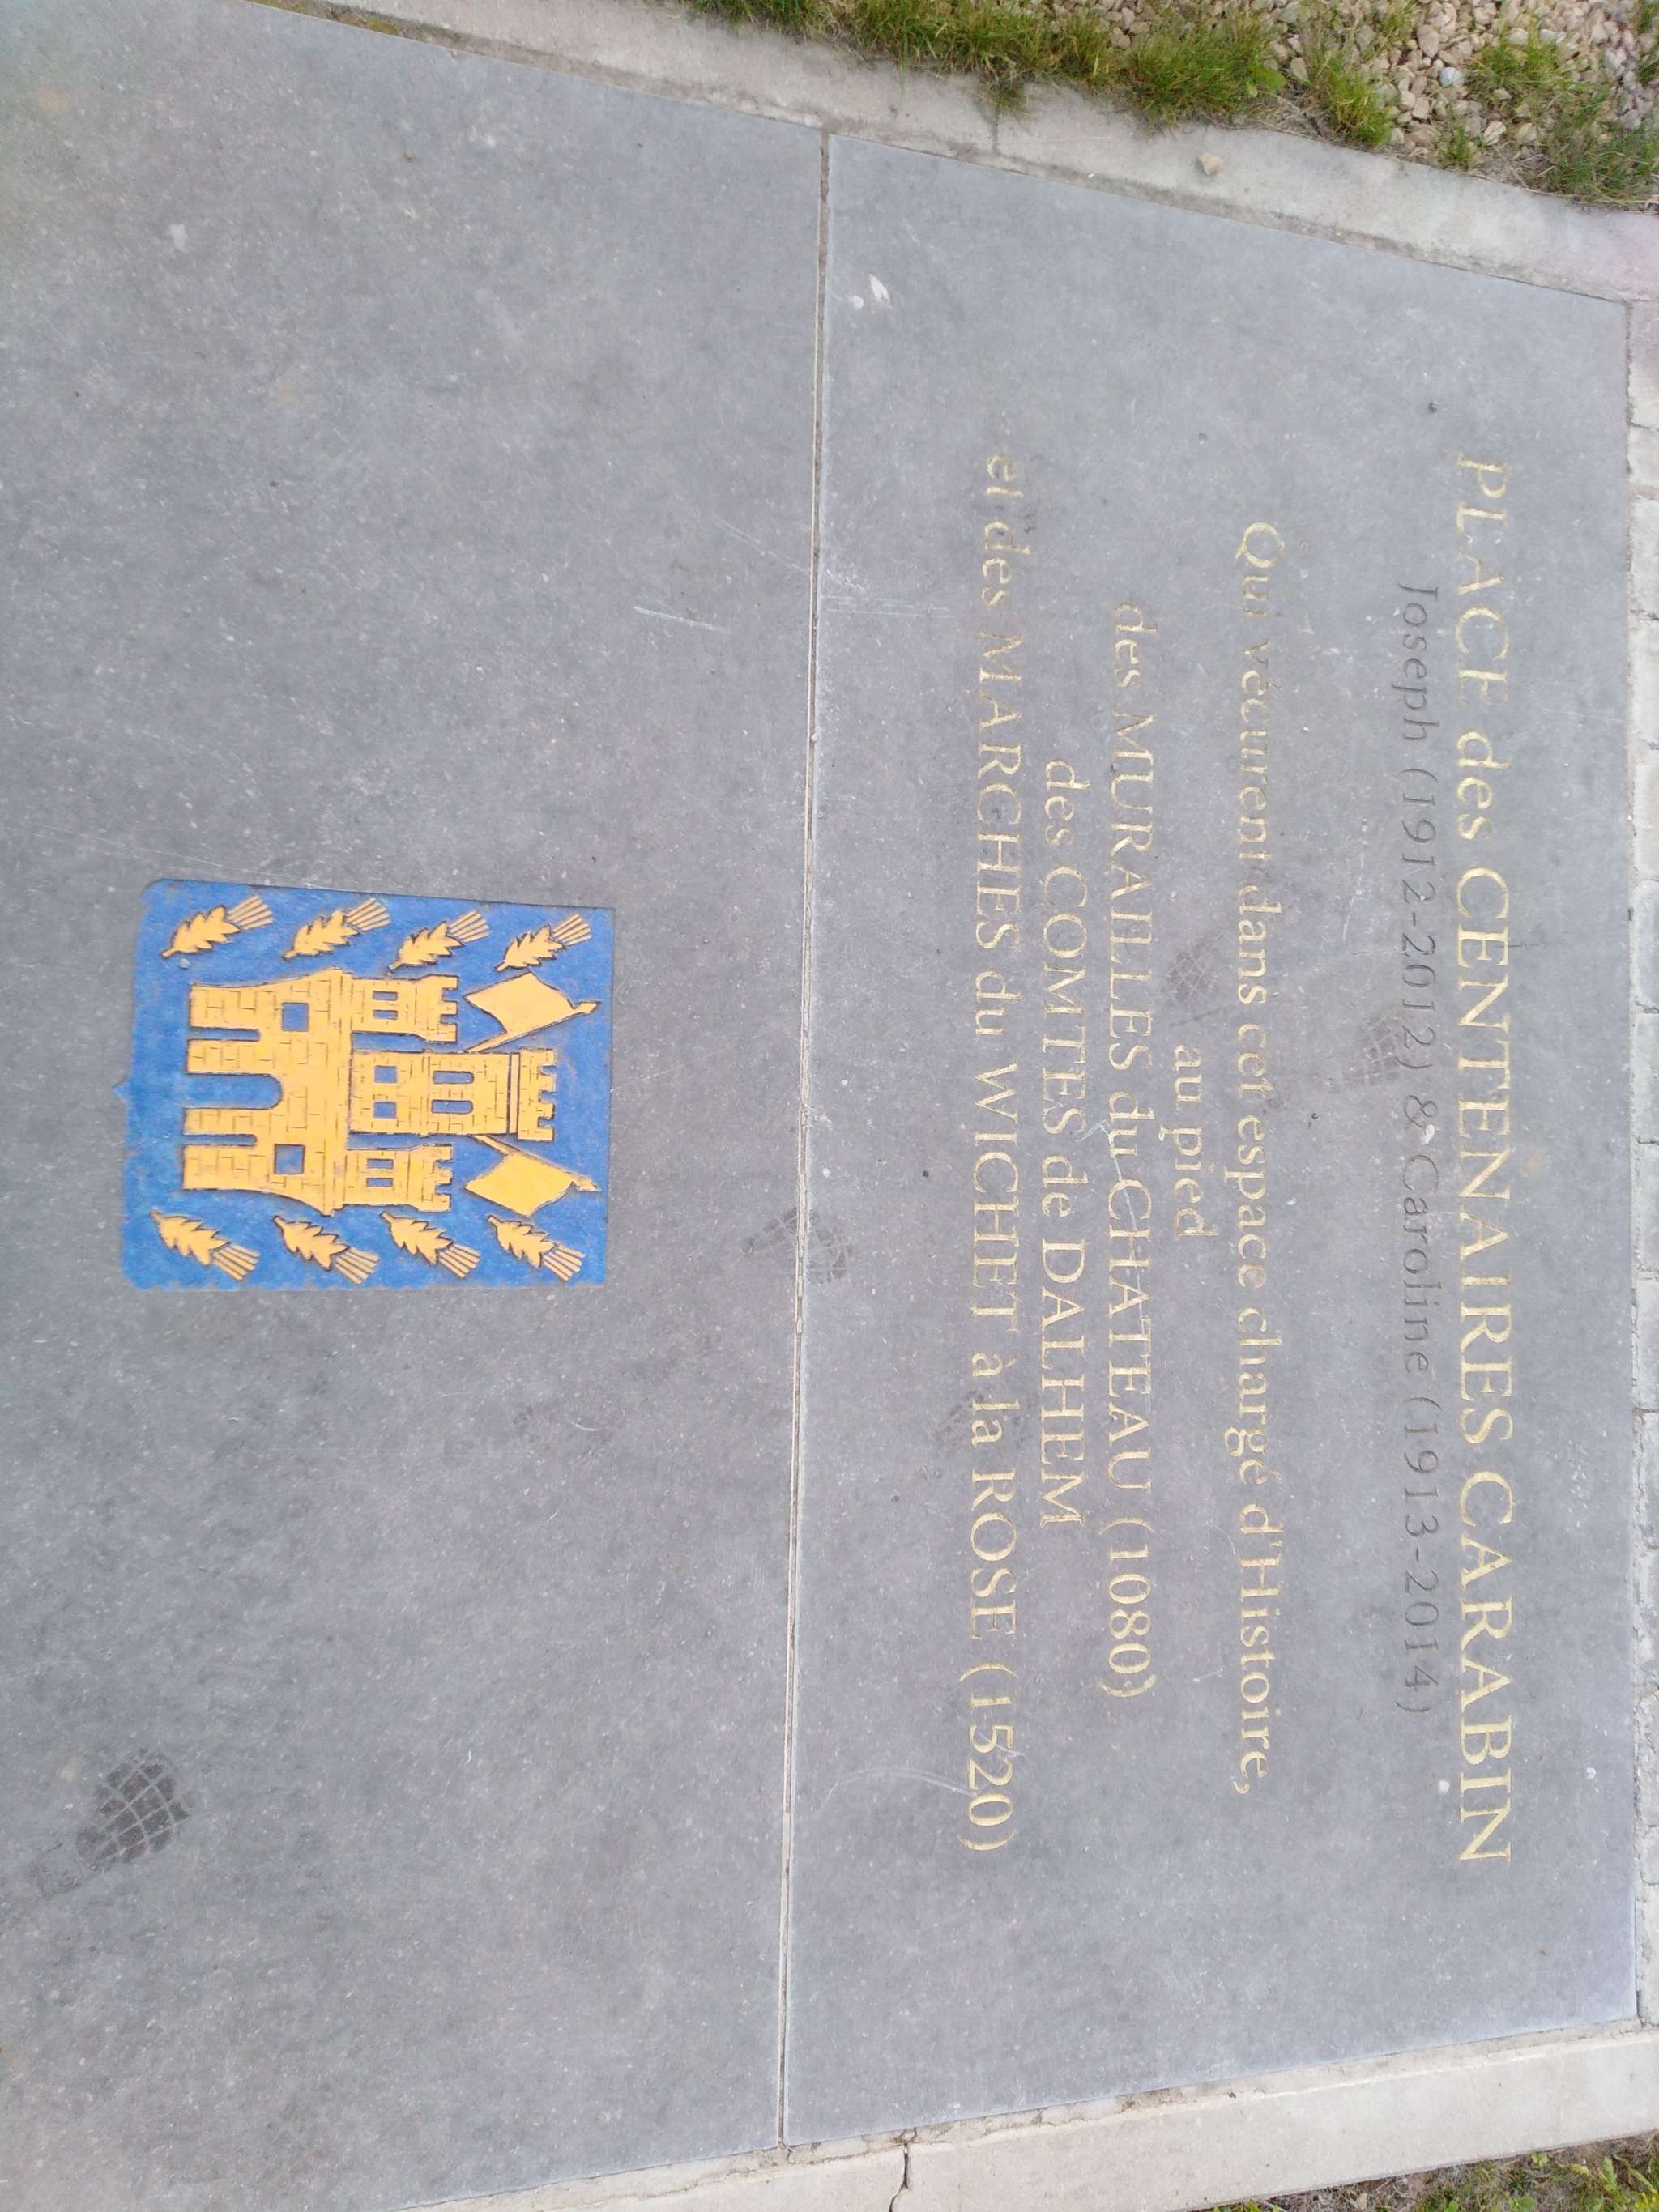 PLACE des CENTENAIRES CARABIN
Joseph (1912-2012) & Caroline (1913-2014)
Qui vécurent dans cet espace chargé d'Histoire,
au pied
des MURAILLES du CHATEAU (1080)
des COMTES de DALHEM
et des MARCHES du WICHET à la ROSE (1520)